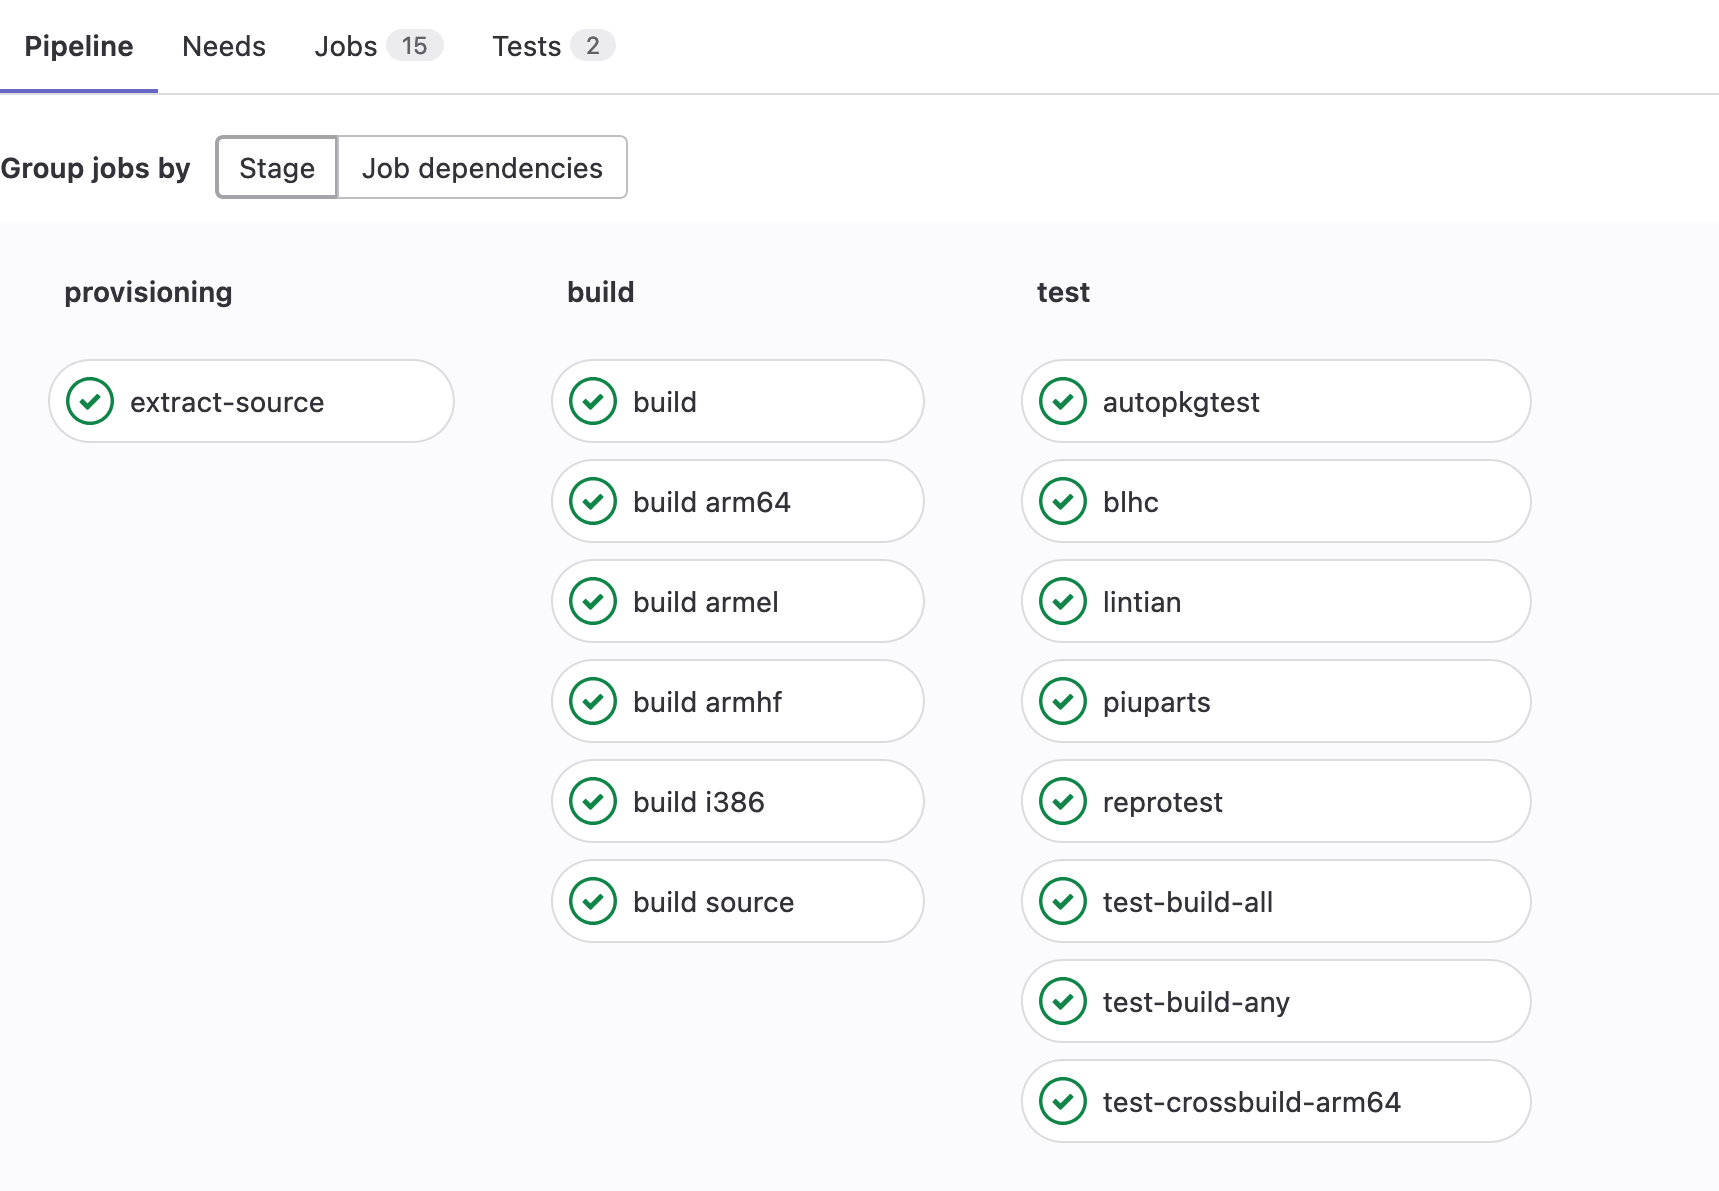 Pipeline Needs Jobs 15 Tests 2
Group jobs by Stage Job dependencies
provisioning
extract-source
build
build
build arm64
build armel
build armhf
build i386
build source
test
autopkgtest
blhc
lintian
piuparts
reprotest
test-build-all
test-build-any
test-crossbuild-arm64